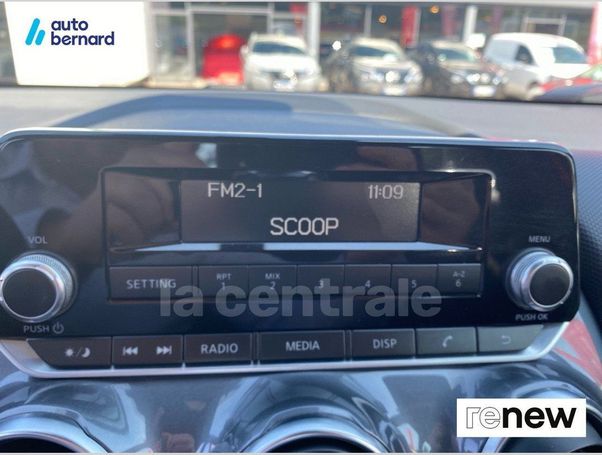 auto
bernard
FM2-1 11:09
SCOOP
VOL
MENU
SETTING
RPT
1
MIX
2
3
4
5
A-Z
6
la centrale
PUSH
PUSH OK
RADIO
MEDIA
DISP
renew